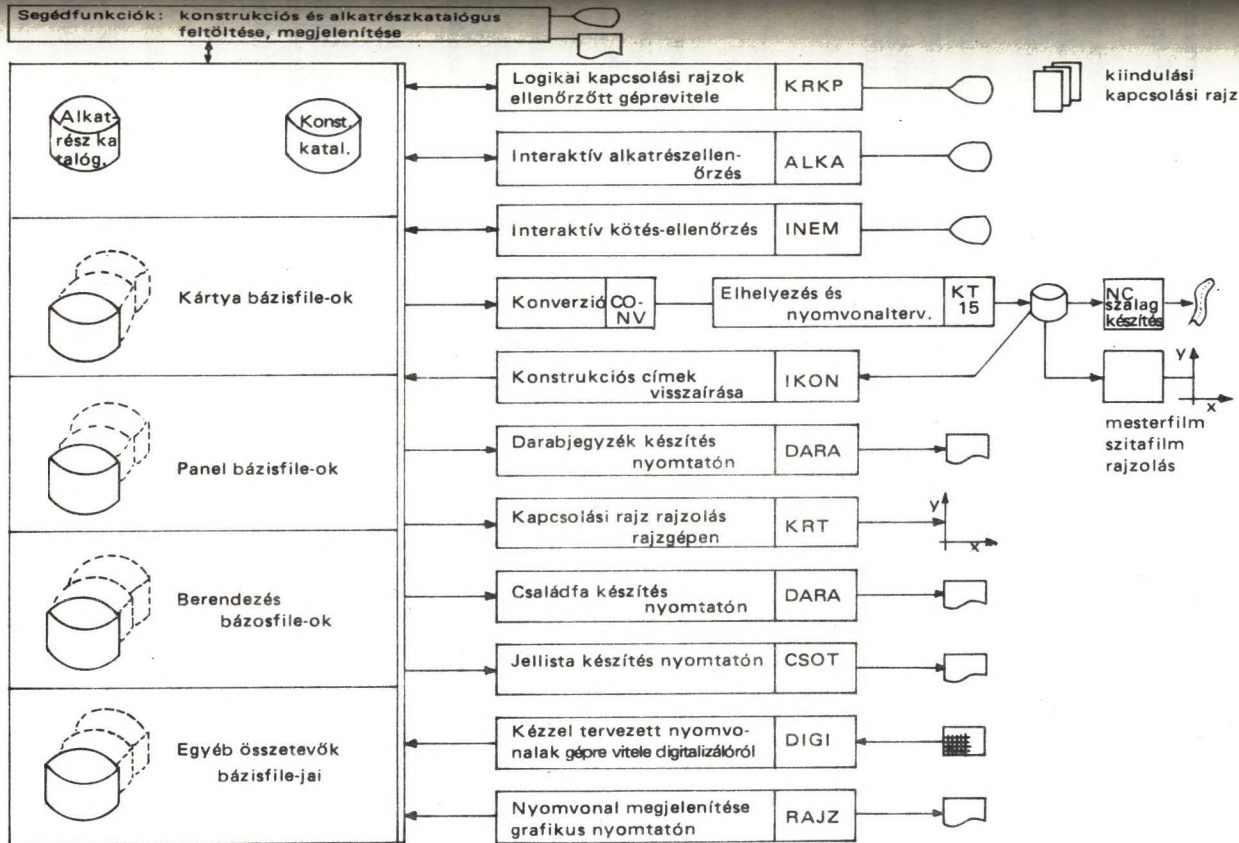 Segédfunkciók: konstrukciós és alkatrészkatalógus
feltöltése, megjelenítése
Alkat-
rész ka
talóg.
Konst.
katal.
Kártya bázisfile-ok
Panel bázisfile-ok
Berendezés
bázosfile-ok
Egyéb összetevők
bázisfile-jai
Logikai kapcsolási rajzok
ellenőrzőtt géprevitele
KRKP
Interaktív alkatrészellen-
őrzés
ALKA
Interaktív kötés-ellenőrzés
INEM
Konverzió
CO-
NV
Elhelyezés és
nyomvonalterv.
KT
15
NC
szalag
készítés
Konstrukciós címek
visszaírása
IKON
y
x
mesterfilm
szitafilm
rajzolás
Darabjegyzék készítés
nyomtatón
DARA
Kapcsolási rajz rajzolás
rajzgépen
KRT
y
x
Családfa készítés
nyomtatón
DARA
Jellista készítés nyomtatón
CSOT
Kézzel tervezett nyomvo-
nalak gépre vitele digitalizálóról
DIGI
Nyomvonal megjelenítése
grafikus nyomtatón
RAJZ
kiindulási
kapcsolási rajz